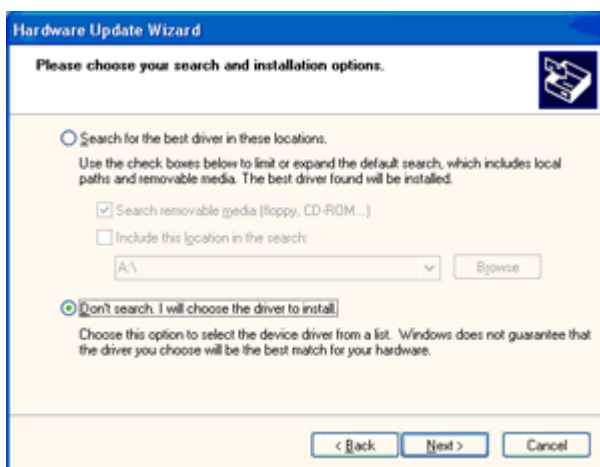 Hardware Update Wizard
Please choose your search and installation options.
Search for the best driver in these locations.
Use the check boxes below to limit or expand the default search, which includes local
paths and removable media. The best driver found will be installed.
Search removable media (floppy, CD-ROM...)
Include this location in the search:
A:\
Browse
Don't search. I will choose the driver to install.
Choose this option to select the device driver from a list. Windows does not guarantee that
the driver you choose will be the best match for your hardware.
< Back Next > Cancel